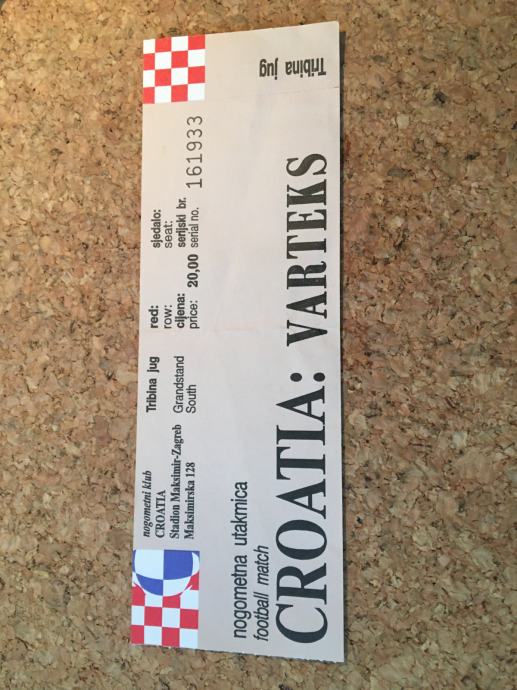 nogometni klub
CROATIA
Stadion Maksimir-Zagreb
Maksimirska 128
Tribina jug
Grandstand
South
red:
row:
cijena:
price: 20,00
sjedalo:
seat:
serijski br.
serial no. 161933
nogometna utakmica
football match
CROATIA: VARTEKS
Tribina jug